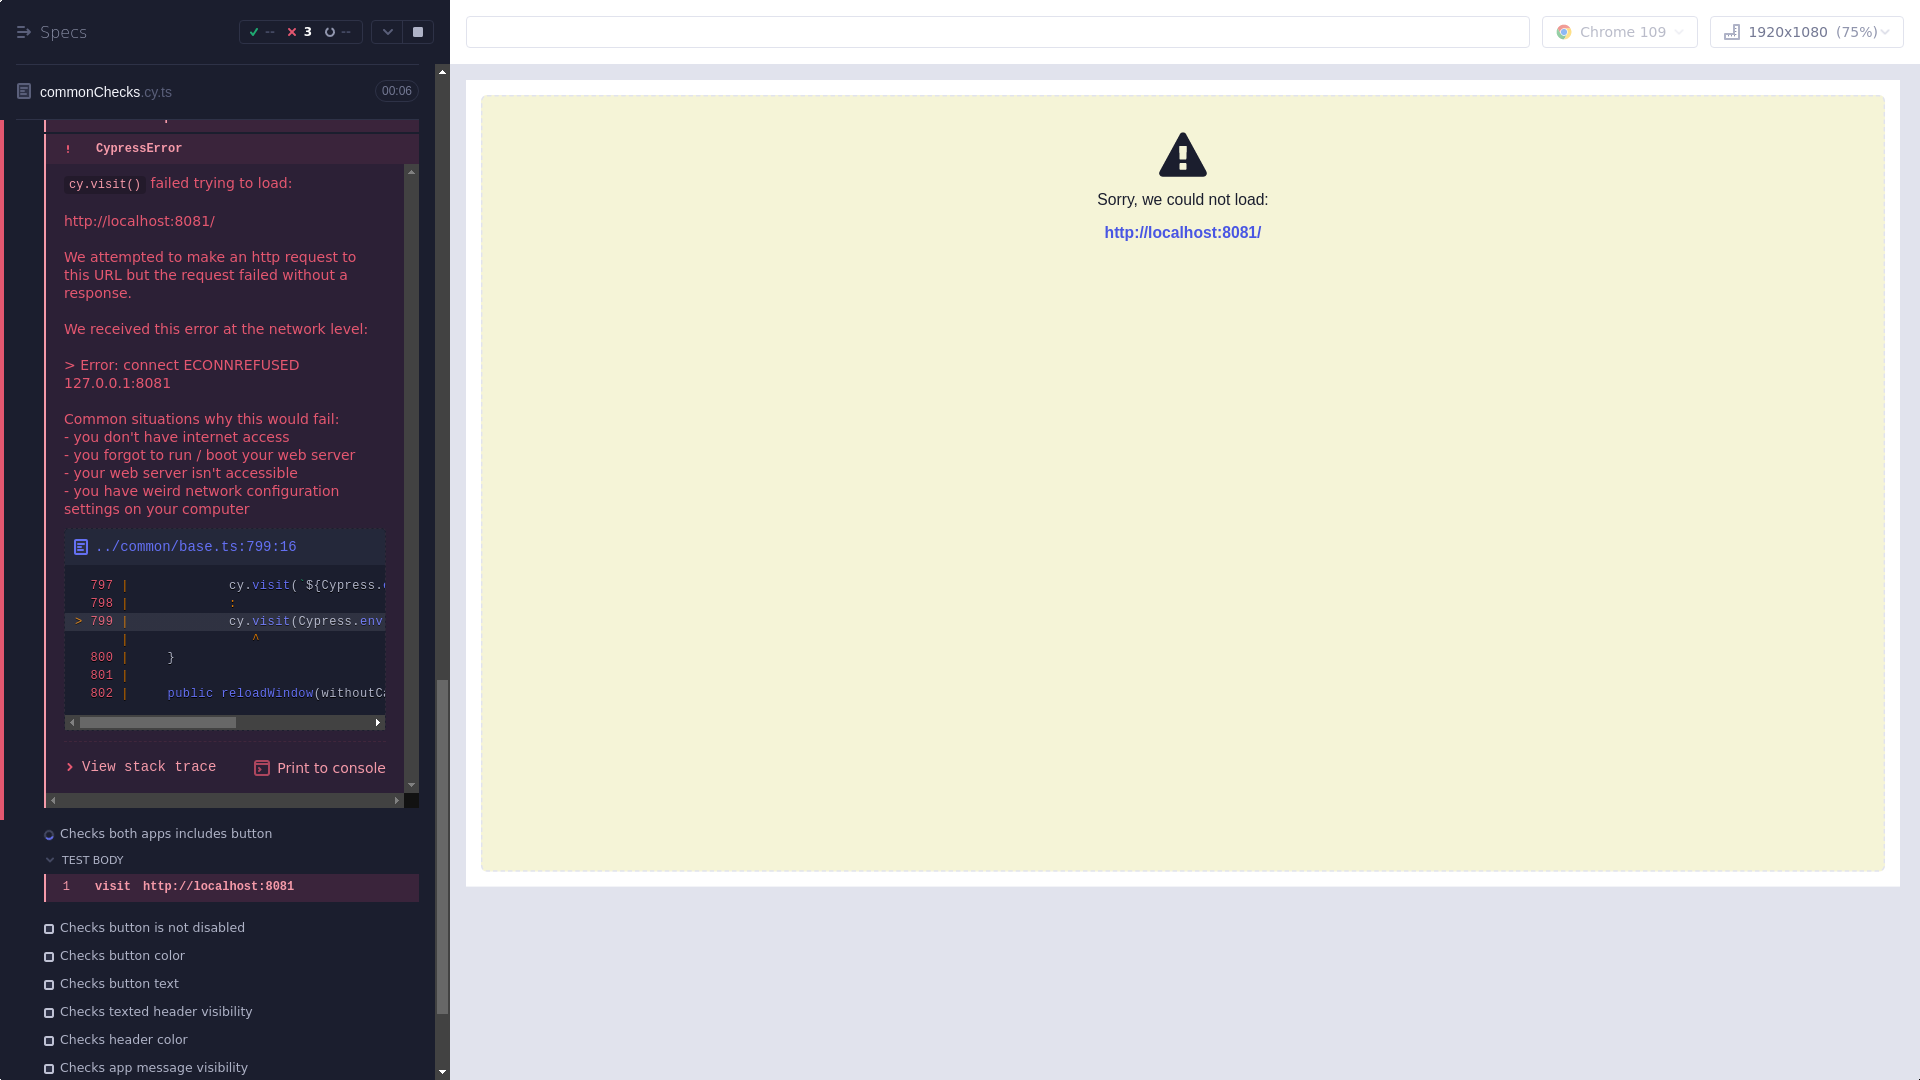 Specs
--
3
--
Chrome 109
1920x1080 (75%)
commonChecks.cy.ts
00:06
! CypressError
cy.visit() failed trying to load:
http://localhost:8081/
We attempted to make an http request to
this URL but the request failed without a
response.
We received this error at the network level:
> Error: connect ECONNREFUSED
127.0.0.1:8081
Common situations why this would fail:
- you don't have internet access
- you forgot to run / boot your web server
- your web server isn't accessible
- you have weird network configuration
settings on your computer
../common/base.ts:799:16
797 | cy.visit(`${Cypress.
798 | :
> 799 | cy.visit(Cypress.env
| ^
800 | }
801 |
802 | public reloadWindow(withoutCa
View stack trace
Print to console
Checks both apps includes button
TEST BODY
1 visit http://localhost:8081
Checks button is not disabled
Checks button color
Checks button text
Checks texted header visibility
Checks header color
Checks app message visibility
Sorry, we could not load:
http://localhost:8081/